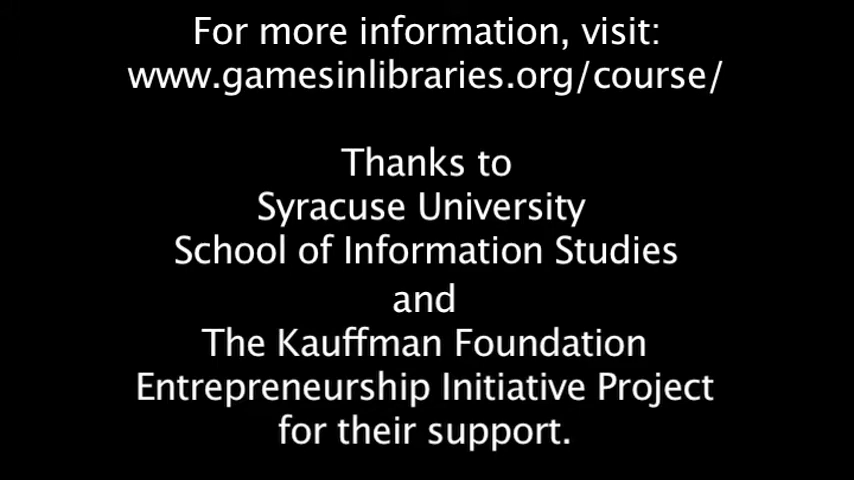 For more information, visit:
www.gamesinlibraries.org/course/
Thanks to
Syracuse University
School of Information Studies
and
The Kauffman Foundation
Entrepreneurship Initiative Project
for their support.